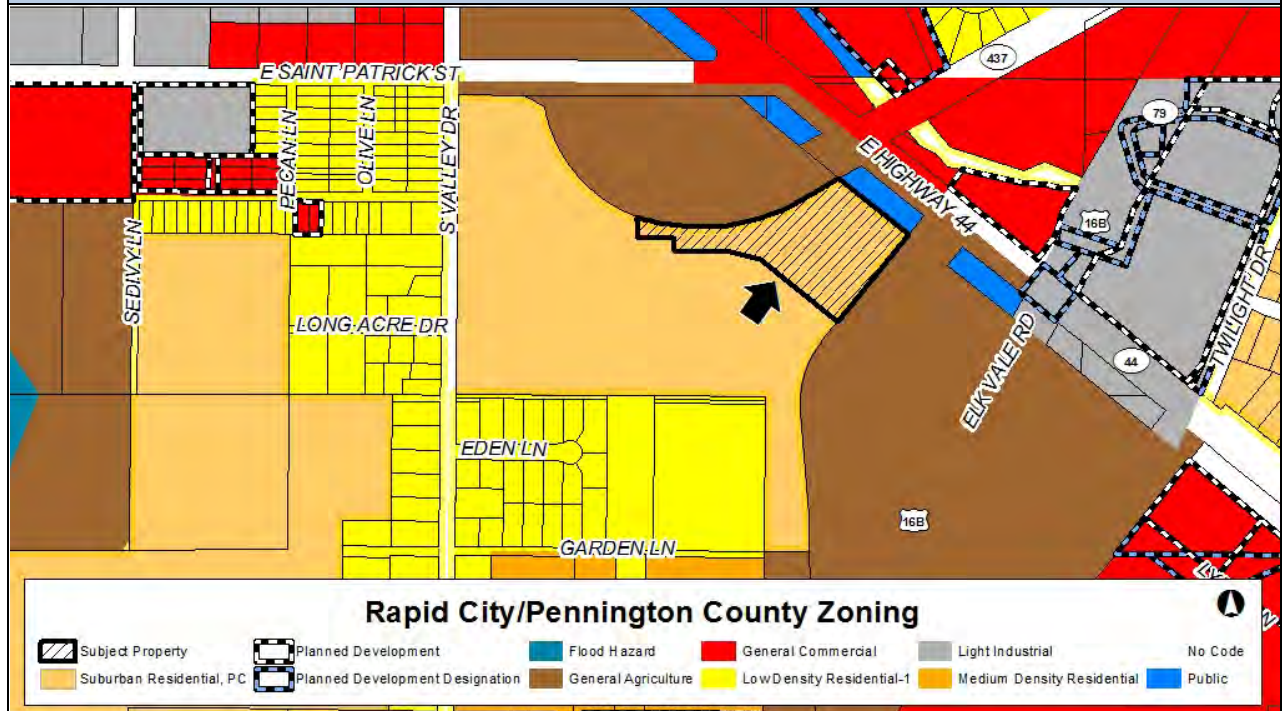 E SAINT PATRICK ST
437
79
PECAN LN
OLIVE LN
S VALLEY DR
E HIGHWAY 44
16B
SEDIVY LN
LONG ACRE DR
TWILIGHT DR
44
ELK VALE RD
EDEN LN
16B
GARDEN LN
Rapid City/Pennington County Zoning
Subject Property
Planned Development
Flood Hazard
General Commercial
Light Industrial
No Code
Suburban Residential, PC
Planned Development Designation
General Agriculture
Low Density Residential-1
Medium Density Residential
Public